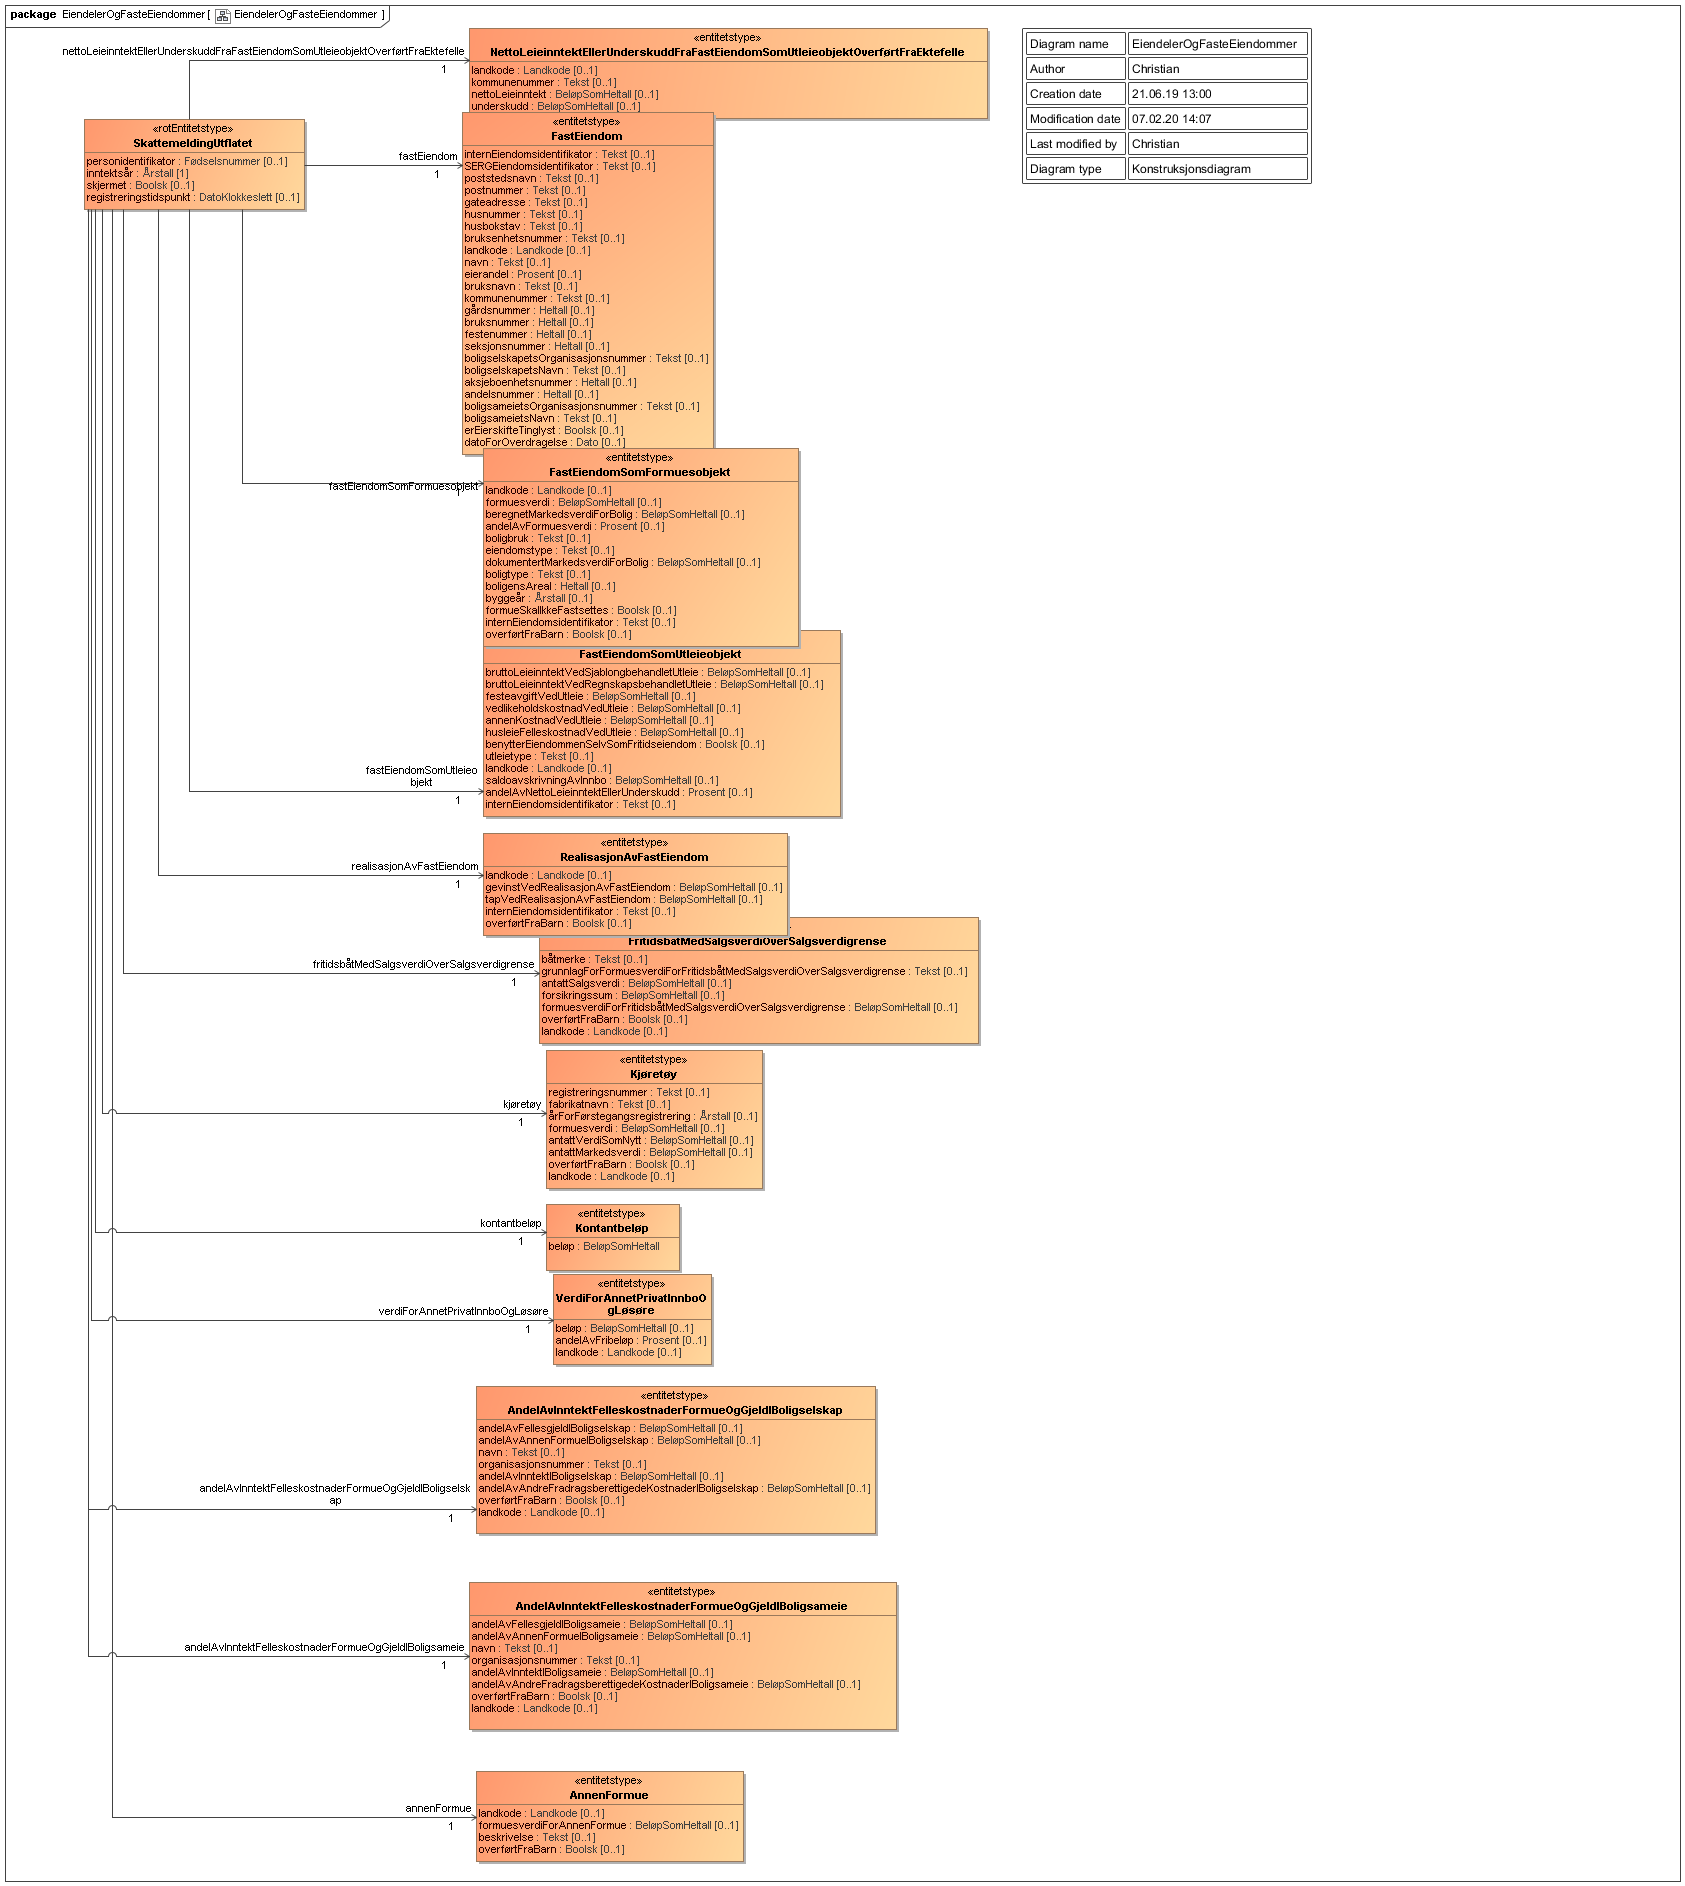 package EiendelerOgFasteEiendommer [ EiendelerOgFasteEiendommer ]
Diagram name EiendelerOgFasteEiendommer
Author Christian
Creation date 21.06.19 13:00
Modification date 07.02.20 14:07
Last modified by Christian
Diagram type Konstruksjonsdiagram
«rotEntitetstype»
SkattemeldingUtflatet
personidentifikator : Fødselsnummer [0..1]
inntektsår : Årstall [1]
skjermet : Boolsk [0..1]
registreringstidspunkt : DatoKlokkeslett [0..1]
nettoLeieinntektEllerUnderskuddFraFastEiendomSomUtleieobjektOverførtFraEktefelle
1
«entitetstype»
NettoLeieinntektEllerUnderskuddFraFastEiendomSomUtleieobjektOverførtFraEktefelle
landkode : Landkode [0..1]
kommunenummer : Tekst [0..1]
nettoLeieinntekt : BeløpSomHeltall [0..1]
underskudd : BeløpSomHeltall [0..1]
fastEiendom
1
«entitetstype»
FastEiendom
internEiendomsidentifikator : Tekst [0..1]
SERGEiendomsidentifikator : Tekst [0..1]
poststedsnavn : Tekst [0..1]
postnummer : Tekst [0..1]
gateadresse : Tekst [0..1]
husnummer : Tekst [0..1]
husbokstav : Tekst [0..1]
bruksenhetsnummer : Tekst [0..1]
landkode : Landkode [0..1]
navn : Tekst [0..1]
eierandel : Prosent [0..1]
bruksnavn : Tekst [0..1]
kommunenummer : Tekst [0..1]
gårdsnummer : Heltall [0..1]
bruksnummer : Heltall [0..1]
festenummer : Heltall [0..1]
seksjonsnummer : Heltall [0..1]
boligselskapetsOrganisasjonsnummer : Tekst [0..1]
boligselskapetsNavn : Tekst [0..1]
aksjeboenhetsnummer : Heltall [0..1]
andelsnummer : Heltall [0..1]
boligsameietsOrganisasjonsnummer : Tekst [0..1]
boligsameietsNavn : Tekst [0..1]
erEierskifteTinglyst : Boolsk [0..1]
datoForOverdragelse : Dato [0..1]
fastEiendomSomFormuesobjekt
1
«entitetstype»
FastEiendomSomFormuesobjekt
landkode : Landkode [0..1]
formuesverdi : BeløpSomHeltall [0..1]
beregnetMarkedsverdiForBolig : BeløpSomHeltall [0..1]
andelAvFormuesverdi : Prosent [0..1]
boligbruk : Tekst [0..1]
eiendomstype : Tekst [0..1]
dokumentertMarkedsverdiForBolig : BeløpSomHeltall [0..1]
boligtype : Tekst [0..1]
boligensAreal : Heltall [0..1]
byggeår : Årstall [0..1]
formueSkalIkkeFastsettes : Boolsk [0..1]
internEiendomsidentifikator : Tekst [0..1]
overførtFraBarn : Boolsk [0..1]
fastEiendomSomUtleieo
bjekt
1
FastEiendomSomUtleieobjekt
bruttoLeieinntektVedSjablongbehandletUtleie : BeløpSomHeltall [0..1]
bruttoLeieinntektVedRegnskapsbehandletUtleie : BeløpSomHeltall [0..1]
festeavgiftVedUtleie : BeløpSomHeltall [0..1]
vedlikeholdskostnadVedUtleie : BeløpSomHeltall [0..1]
annenKostnadVedUtleie : BeløpSomHeltall [0..1]
husleieFelleskostnadVedUtleie : BeløpSomHeltall [0..1]
benytterEiendommenSelvSomFritidseiendom : Boolsk [0..1]
utleietype : Tekst [0..1]
landkode : Landkode [0..1]
saldoavskrivningAvInnbo : BeløpSomHeltall [0..1]
andelAvNettoLeieinntektEllerUnderskudd : Prosent [0..1]
internEiendomsidentifikator : Tekst [0..1]
realisasjonAvFastEiendom
1
«entitetstype»
RealisasjonAvFastEiendom
landkode : Landkode [0..1]
gevinstVedRealisasjonAvFastEiendom : BeløpSomHeltall [0..1]
tapVedRealisasjonAvFastEiendom : BeløpSomHeltall [0..1]
internEiendomsidentifikator : Tekst [0..1]
overførtFraBarn : Boolsk [0..1]
fritidsbåtMedSalgsverdiOverSalgsverdigrense
1
FritidsbåtMedSalgsverdiOverSalgsverdigrense
båtmerke : Tekst [0..1]
grunnlagForFormuesverdiForFritidsbåtMedSalgsverdiOverSalgsverdigrense : Tekst [0..1]
antattSalgsverdi : BeløpSomHeltall [0..1]
forsikringssum : BeløpSomHeltall [0..1]
formuesverdiForFritidsbåtMedSalgsverdiOverSalgsverdigrense : BeløpSomHeltall [0..1]
overførtFraBarn : Boolsk [0..1]
landkode : Landkode [0..1]
kjøretøy
1
«entitetstype»
Kjøretøy
registreringsnummer : Tekst [0..1]
fabrikatnavn : Tekst [0..1]
årForFørstegangsregistrering : Årstall [0..1]
formuesverdi : BeløpSomHeltall [0..1]
antattVerdiSomNytt : BeløpSomHeltall [0..1]
antattMarkedsverdi : BeløpSomHeltall [0..1]
overførtFraBarn : Boolsk [0..1]
landkode : Landkode [0..1]
kontantbeløp
1
«entitetstype»
Kontantbeløp
beløp : BeløpSomHeltall
verdiForAnnetPrivatInnboOgLøsøre
1
«entitetstype»
VerdiForAnnetPrivatInnboO
gLøsøre
beløp : BeløpSomHeltall [0..1]
andelAvFribeløp : Prosent [0..1]
landkode : Landkode [0..1]
andelAvInntektFelleskostnaderFormueOgGjeldIBoligselsk
ap
1
«entitetstype»
AndelAvInntektFelleskostnaderFormueOgGjeldIBoligselskap
andelAvFellesgjeldIBoligselskap : BeløpSomHeltall [0..1]
andelAvAnnenFormueIBoligselskap : BeløpSomHeltall [0..1]
navn : Tekst [0..1]
organisasjonsnummer : Tekst [0..1]
andelAvInntektIBoligselskap : BeløpSomHeltall [0..1]
andelAvAndreFradragsberettigedeKostnaderIBoligselskap : BeløpSomHeltall [0..1]
overførtFraBarn : Boolsk [0..1]
landkode : Landkode [0..1]
andelAvInntektFelleskostnaderFormueOgGjeldIBoligsameie
1
«entitetstype»
AndelAvInntektFelleskostnaderFormueOgGjeldIBoligsameie
andelAvFellesgjeldIBoligsameie : BeløpSomHeltall [0..1]
andelAvAnnenFormueIBoligsameie : BeløpSomHeltall [0..1]
navn : Tekst [0..1]
organisasjonsnummer : Tekst [0..1]
andelAvInntektIBoligsameie : BeløpSomHeltall [0..1]
andelAvAndreFradragsberettigedeKostnaderIBoligsameie : BeløpSomHeltall [0..1]
overførtFraBarn : Boolsk [0..1]
landkode : Landkode [0..1]
annenFormue
1
«entitetstype»
AnnenFormue
landkode : Landkode [0..1]
formuesverdiForAnnenFormue : BeløpSomHeltall [0..1]
beskrivelse : Tekst [0..1]
overførtFraBarn : Boolsk [0..1]